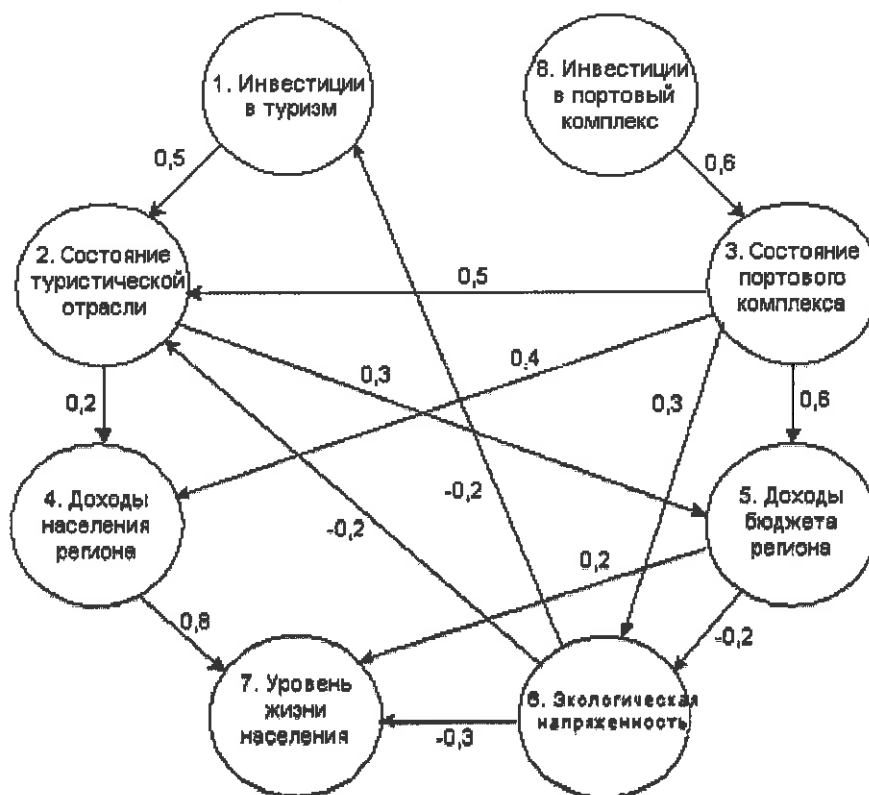 1. Инвестиции
в туризм
8. Инвестиции
в портовый
комплекс
0,5
0,6
2. Состояние
туристической
отрасли
3. Состояние
портового
комплекса
0,5
0,4
0,3
0,2
0,3
0,6
4. Доходы
населения
региона
-0,2
-0,2
5. Доходы
бюджета
региона
0,2
0,8
-0,2
7. Уровень
жизни
населения
6. Экологическая
напряженность
-0,3